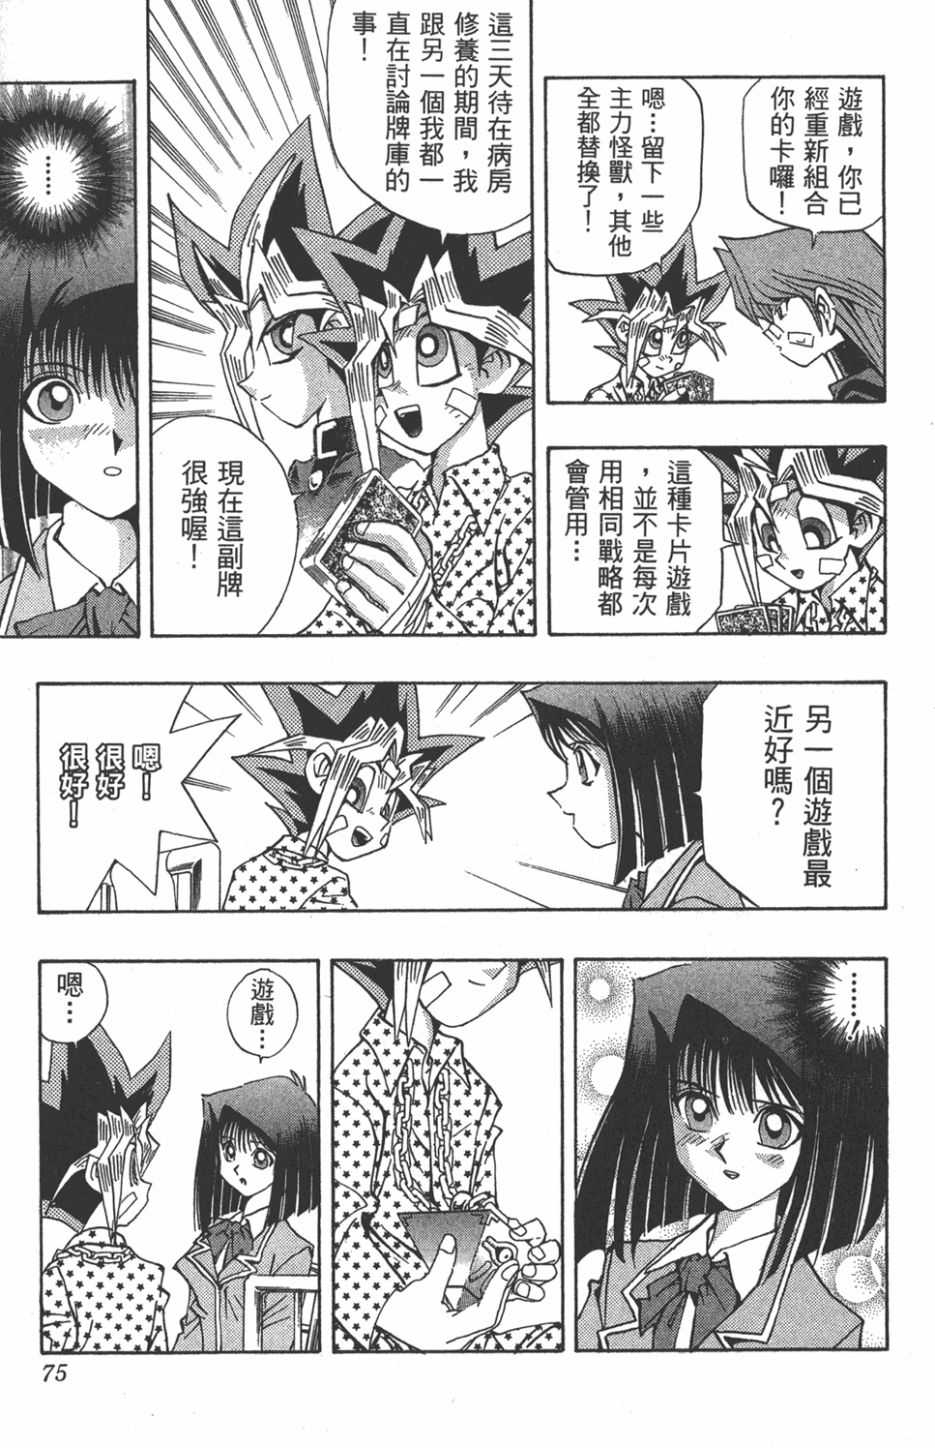 遊戲，你已
經重新組合
你的卡囉！
嗯…留下一些
主力怪獸，其他
全都替換了！
這種卡片遊戲
，並不是每次
用相同戰略都
會管用…
這三天待在病房
修養的期間，我
跟另一個我都一
直在討論牌庫的
事！
現在這副牌
很強喔！
……
另一個遊戲最
近好嗎？
嗯！
很好
很好！
……，
遊戲…
嗯…
75